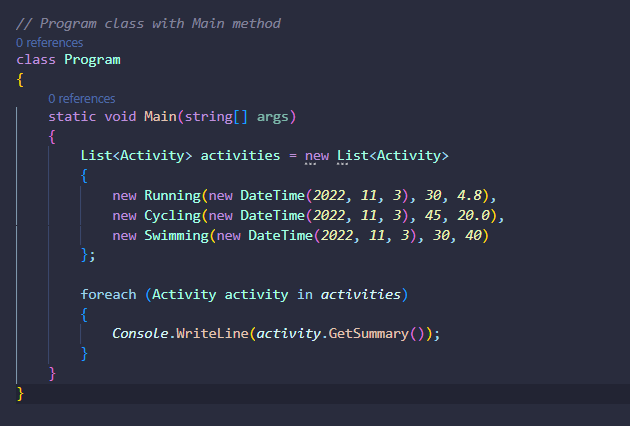 // Program class with Main method
0 references
class Program
{
0 references
static void Main(string[] args)
{
List<Activity> activities = new List<Activity>
{
new Running(new DateTime(2022, 11, 3), 30, 4.8),
new Cycling(new DateTime(2022, 11, 3), 45, 20.0),
new Swimming(new DateTime(2022, 11, 3), 30, 40)
};
foreach (Activity activity in activities)
{
Console.WriteLine(activity.GetSummary());
}
}
}